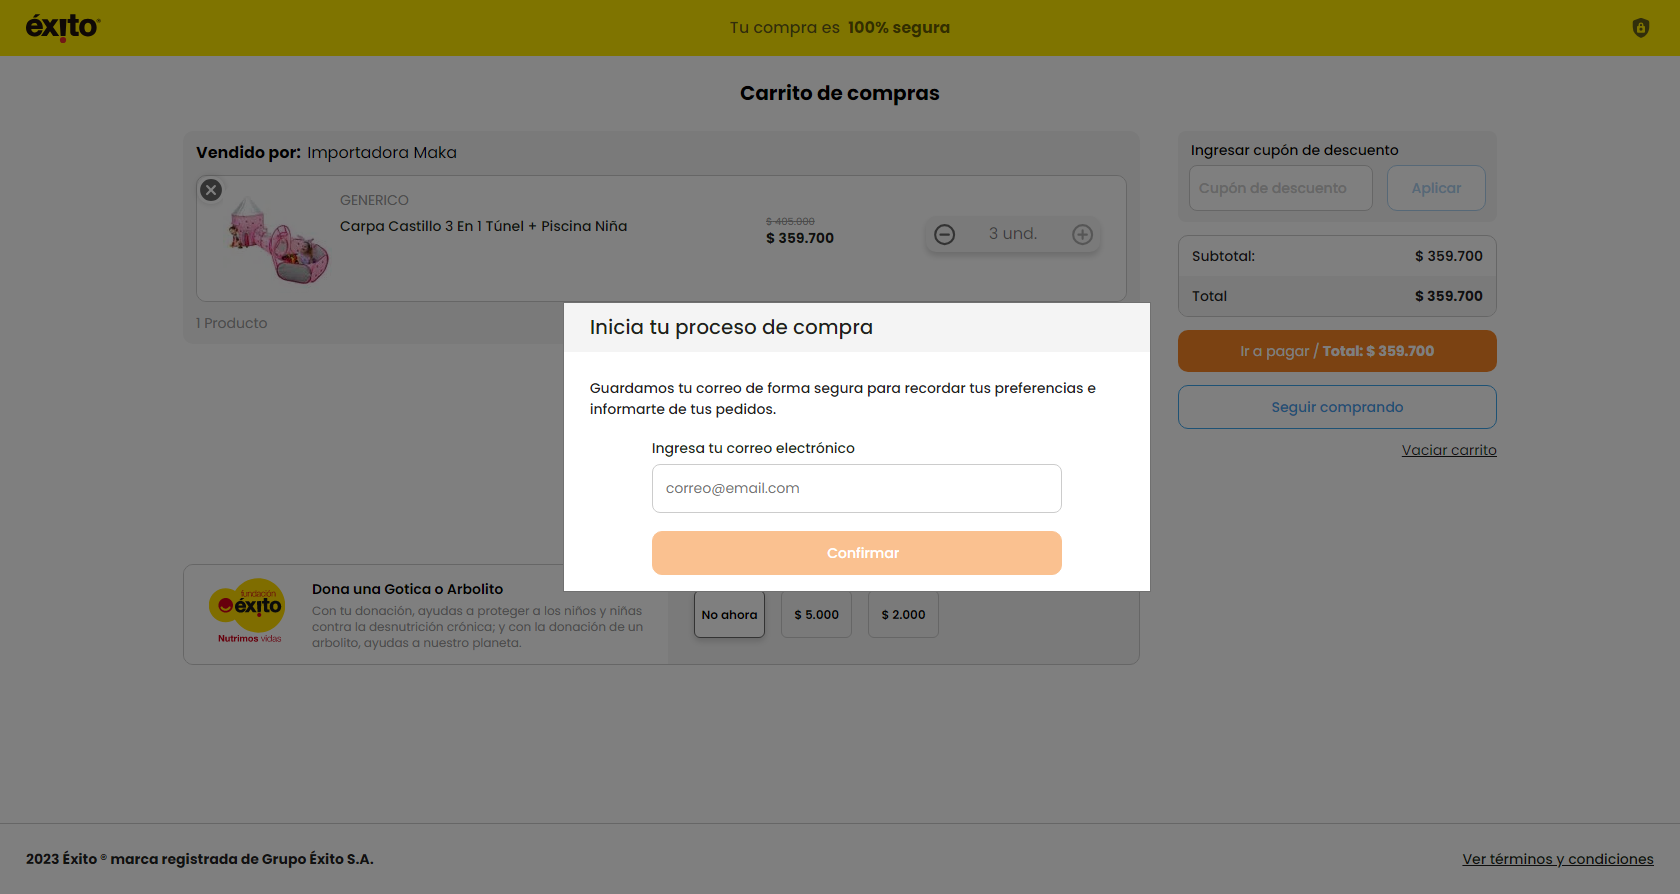 éxito®
Tu compra es 100% segura
Carrito de compras
Vendido por: Importadora Maka
GENERICO
Carpa Castillo 3 En 1 Túnel + Piscina Niña
$ 405.000
$ 359.700
3 und.
1 Producto
Ingresar cupón de descuento
Cupón de descuento
Aplicar
Subtotal: $ 359.700
Total $ 359.700
Ir a pagar / Total: $ 359.700
Seguir comprando
Vaciar carrito
Inicia tu proceso de compra
Guardamos tu correo de forma segura para recordar tus preferencias e
informarte de tus pedidos.
Ingresa tu correo electrónico
correo@email.com
Confirmar
fundación
éxito
Nutrimos vidas
Dona una Gotica o Arbolito
Con tu donación, ayudas a proteger a los niños y niñas
contra la desnutrición crónica; y con la donación de un
arbolito, ayudas a nuestro planeta.
No ahora
$ 5.000
$ 2.000
2023 Éxito ® marca registrada de Grupo Éxito S.A.
Ver términos y condiciones